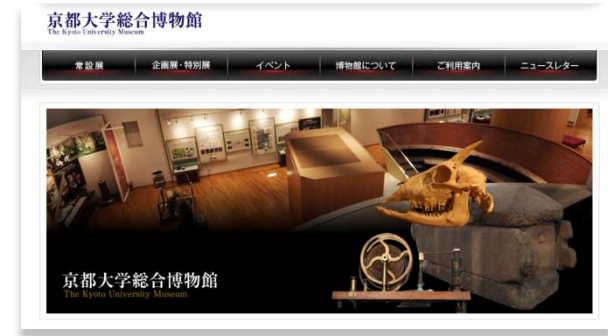 京都大学総合博物館
The Kyoto University Museum
常設展
企画展・特別展
イベント
博物館について
ご利用案内
ニュースレター
京都大学総合博物館
The Kyoto University Museum